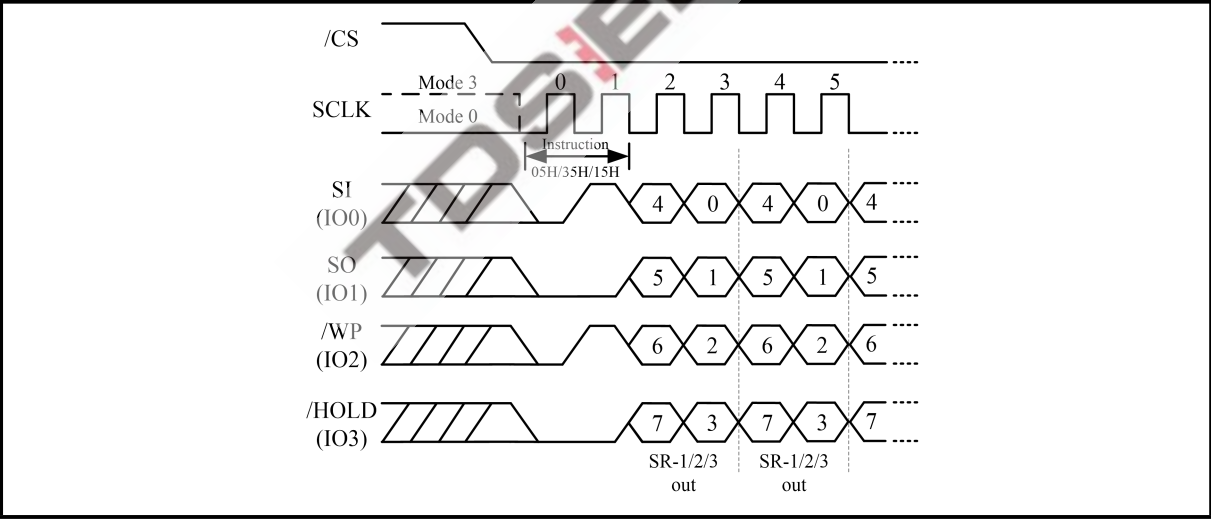 /CS
Mode 3
0 1 2 3 4 5
SCLK
Mode 0
Instruction
05H/35H/15H
SI
(IO0)
4 0 4 0 4
SO
(IO1)
5 1 5 1 5
/WP
(IO2)
6 2 6 2 6
/HOLD
(IO3)
7 3 7 3 7
SR-1/2/3
out
SR-1/2/3
out